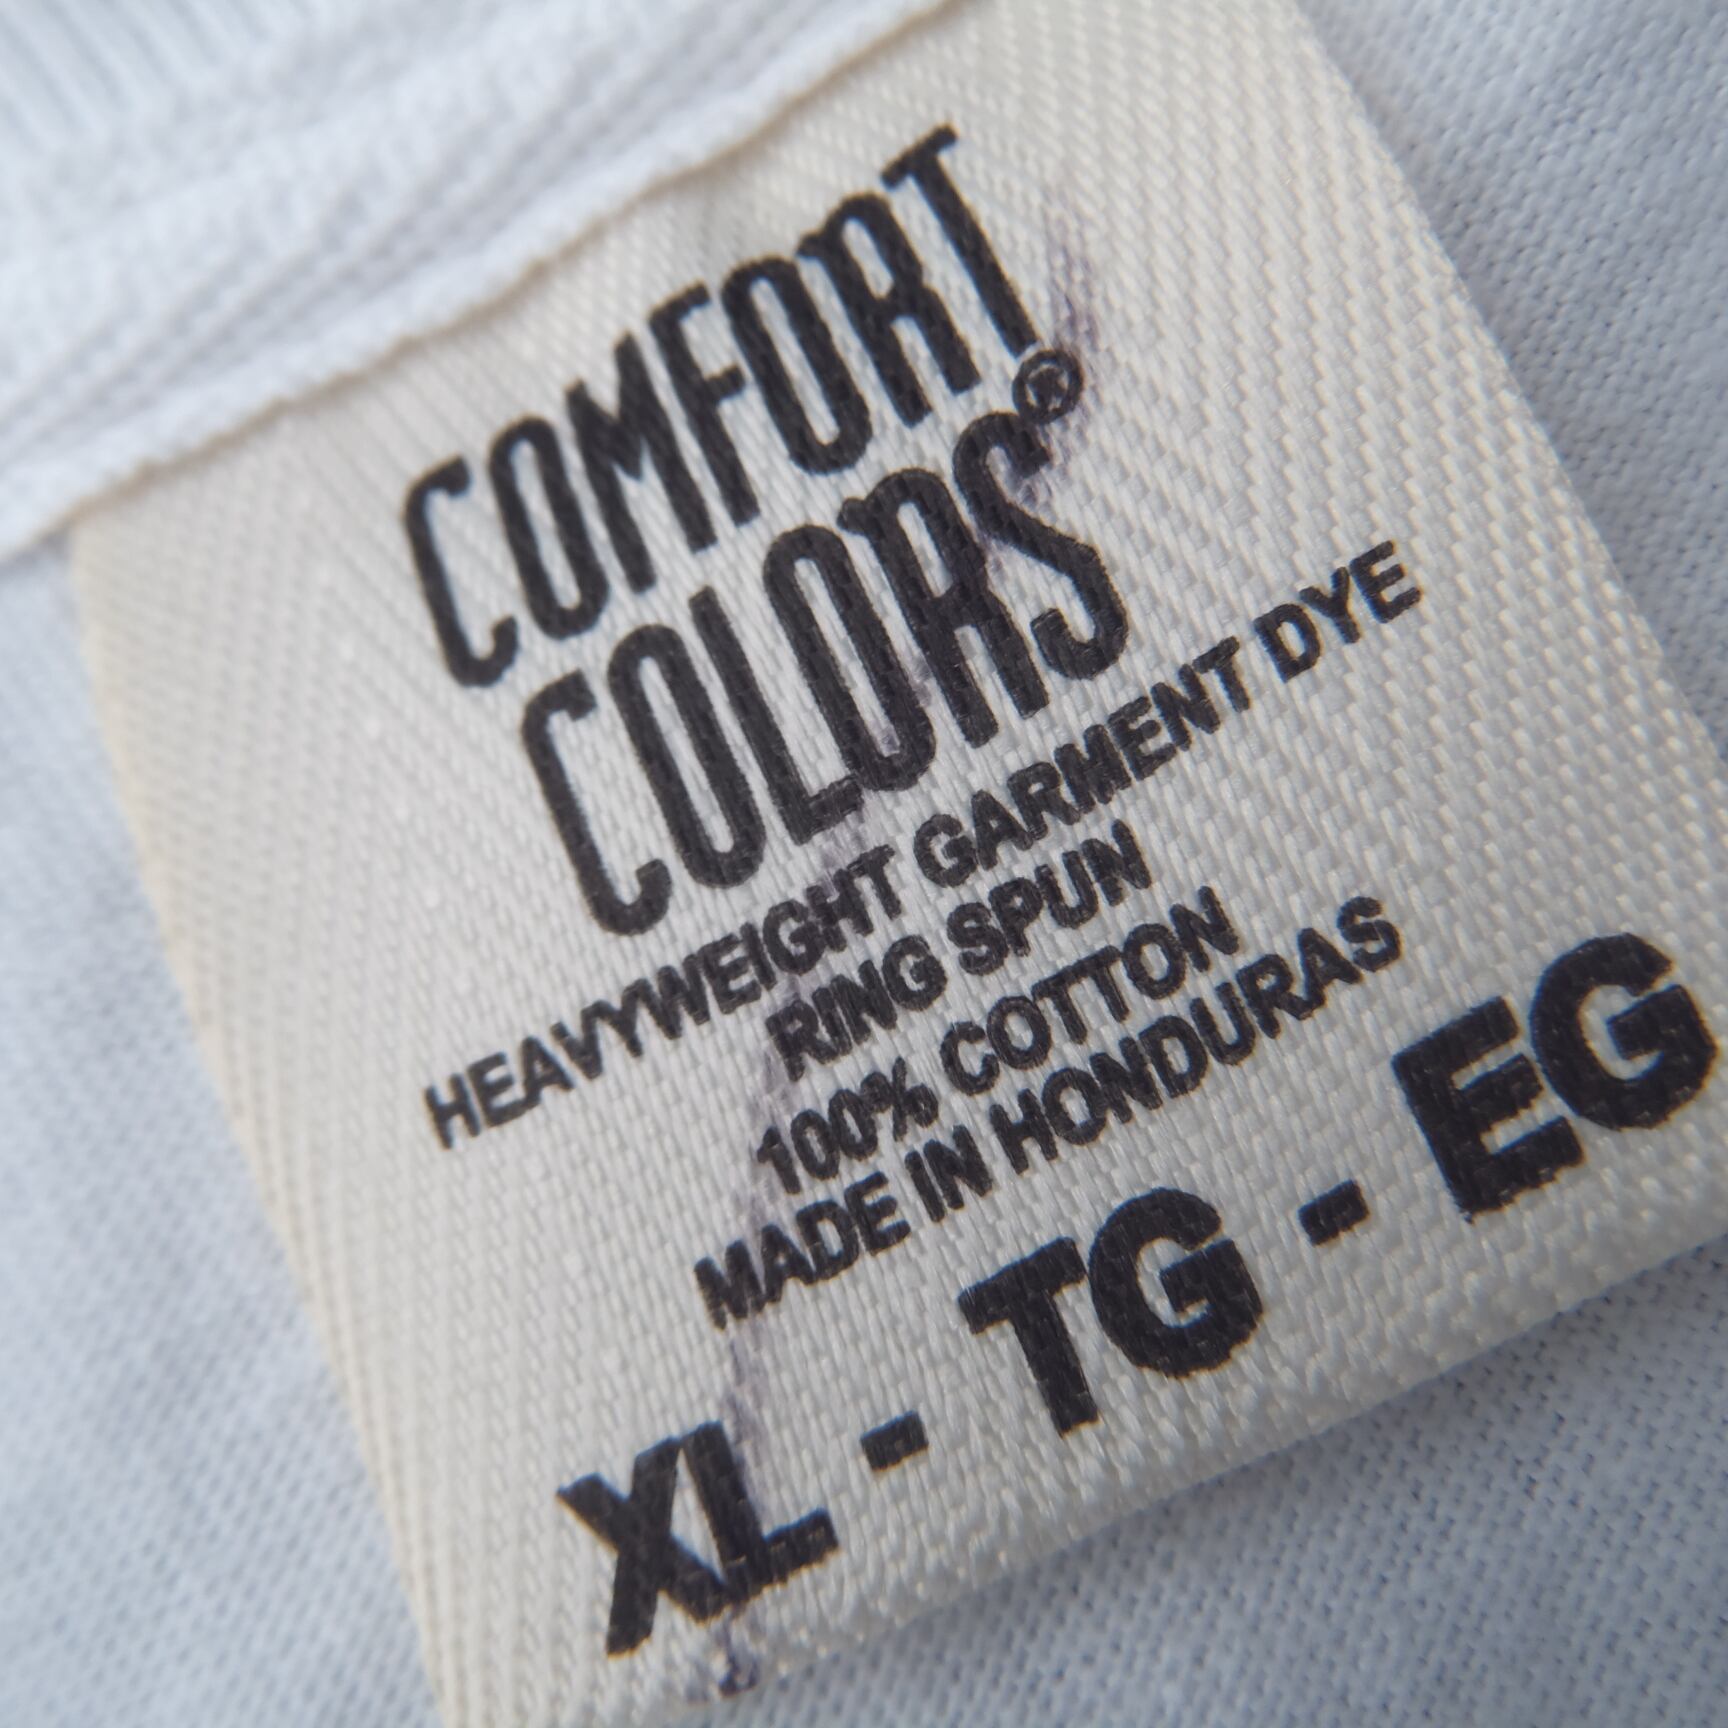 COMFORT
COLORS®
HEAVYWEIGHT GARMENT DYE
RING SPUN
100% COTTON
MADE IN HONDURAS
XL - TG - EG